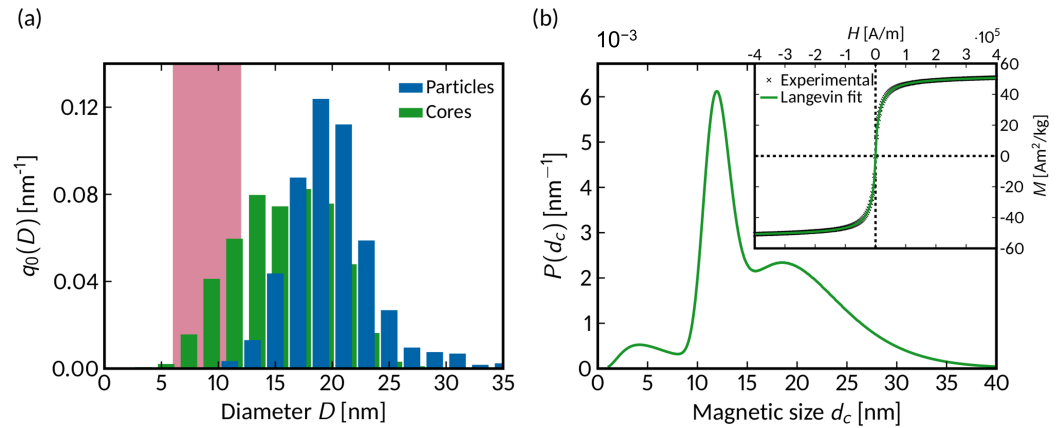 (a)
Particles
Cores
0.12
0.08
0.04
0.00
q₀(D) [nm⁻¹]
0 5 10 15 20 25 30 35
Diameter D [nm]
(b)
10⁻³
H [A/m]
-4 -3 -2 -1 0 1 2 3 4
·10⁵
Experimental
Langevin fit
60
40
20
0
-20
-40
-60
M [Am²/kg]
6
5
4
3
2
1
0
P(d_c) [nm⁻¹]
0 5 10 15 20 25 30 35 40
Magnetic size d_c [nm]